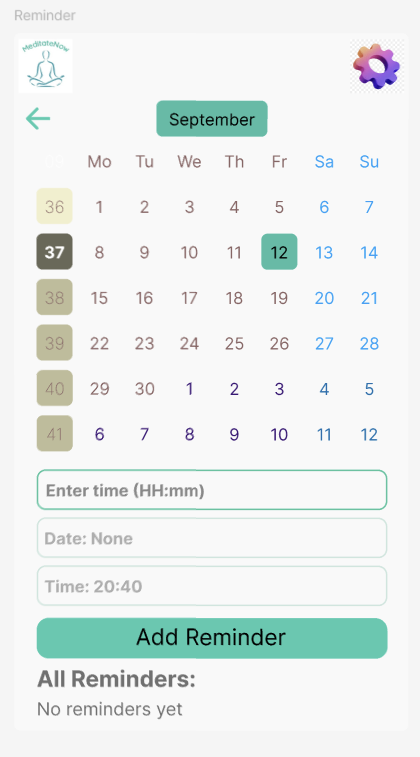 Reminder
MeditateNow
September
Mo Tu We Th Fr Sa Su
36 1 2 3 4 5 6 7
37 8 9 10 11 12 13 14
38 15 16 17 18 19 20 21
39 22 23 24 25 26 27 28
40 29 30 1 2 3 4 5
41 6 7 8 9 10 11 12
Enter time (HH:mm)
Date: None
Time: 20:40
Add Reminder
All Reminders:
No reminders yet